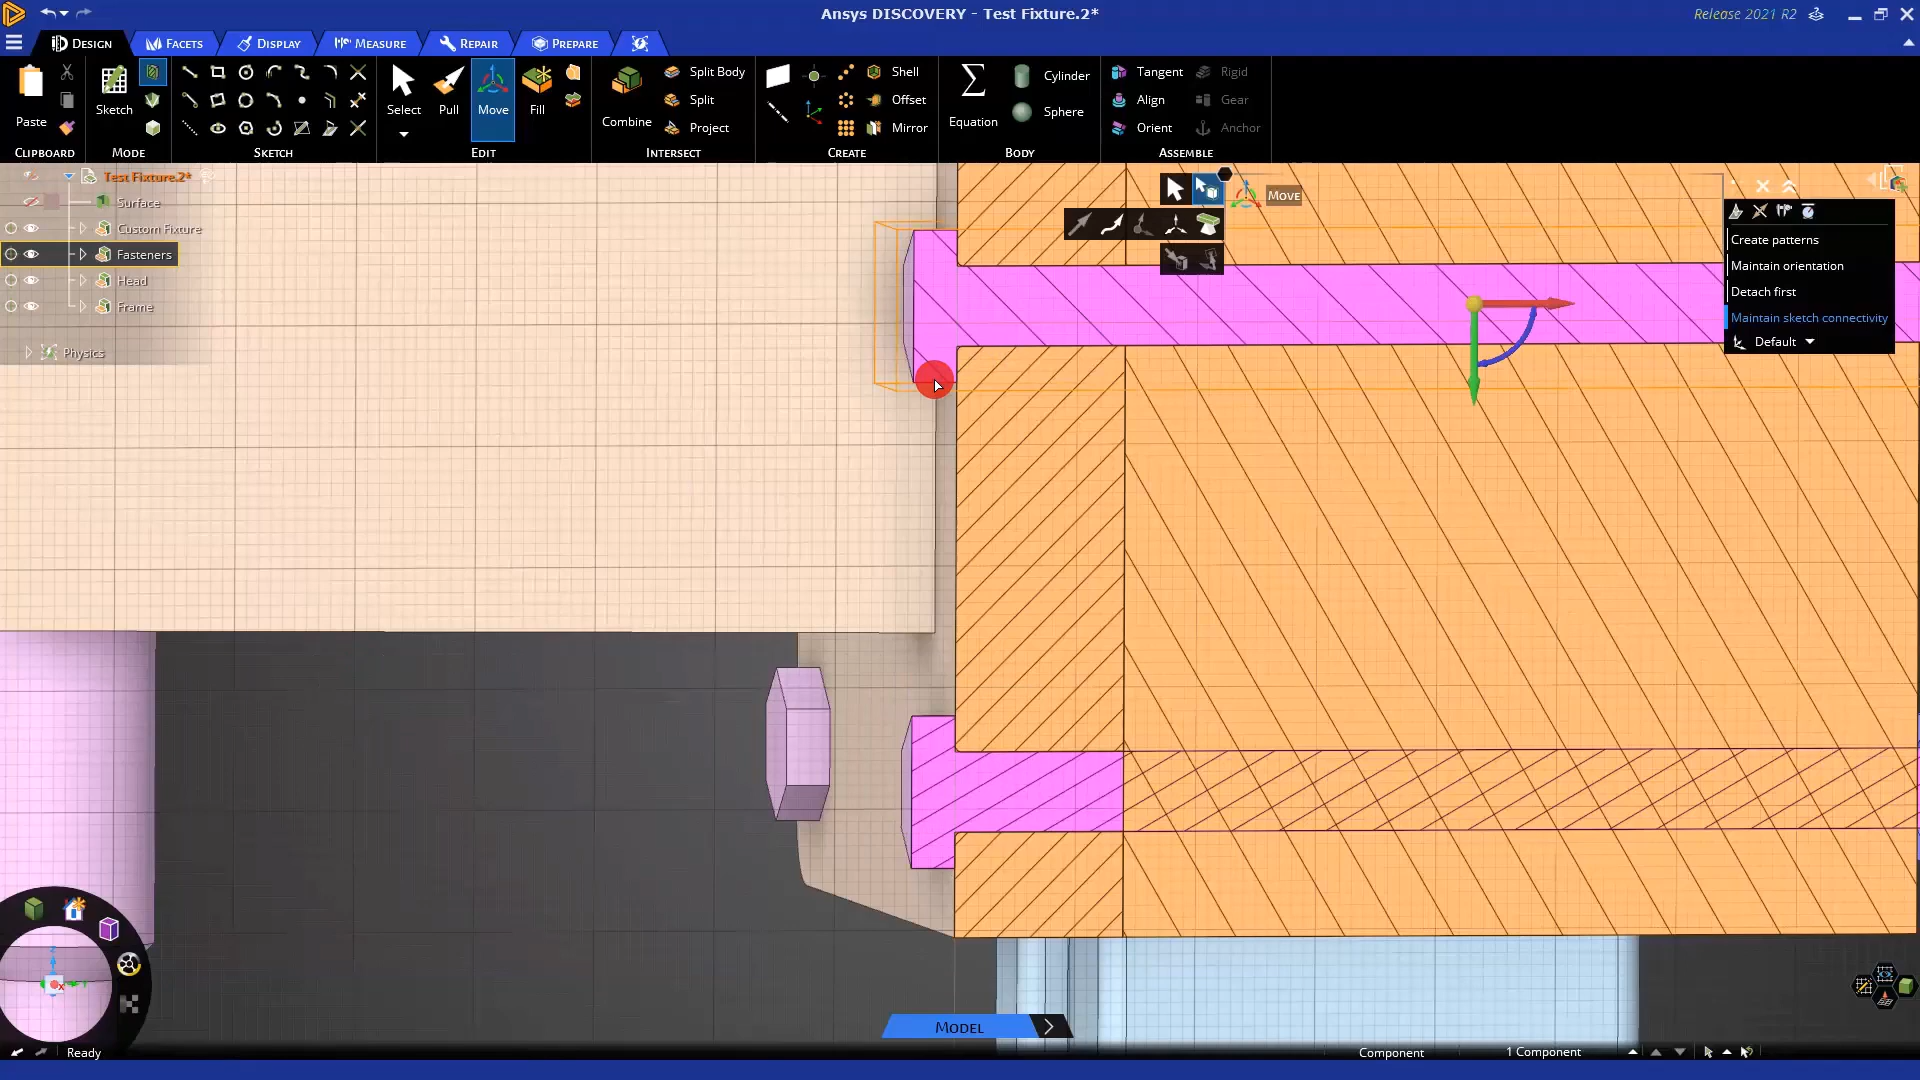 Ansys DISCOVERY - Test Fixture.2*
Release 2021 R2
DESIGN FACETS DISPLAY MEASURE REPAIR PREPARE
Paste
CLIPBOARD
Sketch
MODE
SKETCH
Select Pull Move Fill
EDIT
Combine
Split Body
Split
Project
INTERSECT
Shell
Offset
Mirror
CREATE
Equation
Cylinder
Sphere
BODY
Tangent
Align
Orient
Rigid
Gear
Anchor
ASSEMBLE
Test Fixture.2*
Surface
Custom Fixture
Fasteners
Head
Frame
Physics
Move
Create patterns
Maintain orientation
Detach first
Maintain sketch connectivity
Default
MODEL
Ready
Component
1 Component